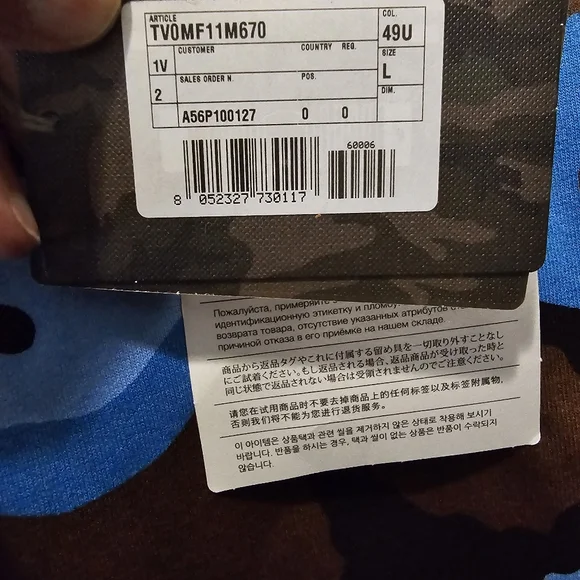 ARTICLE COL.
TV0MF11M670 49U
CUSTOMER COUNTRY REG. SIZE
1V L
SALES ORDER N. POS. DIM.
2
A56P100127 0 0
60006
8 052327 730117
Пожалуйста, примеряйте
идентификационную этикетку и пломбу
возврата товара, отсутствие указанных атрибутов
причиной отказа в его приёмке на нашем складе.
商品から返品タグやこれに付属する留め具を一切取り外すことなし
にご試着ください。もし返品される場合、返品商品が受け取った時と
同じ状態で返品されない場合は受領されませんのでご注意ください。
请您在试用商品时不要去掉商品上的任何标签以及标签附属物,
否则我们将不能为您进行退货服务。
이 아이템은 상품택과 관련 씰을 제거하지 않은 상태로 착용해 보시기
바랍니다. 반품을 하시는 경우, 택과 씰이 없는 상품은 반품이 수락되지
않습니다.